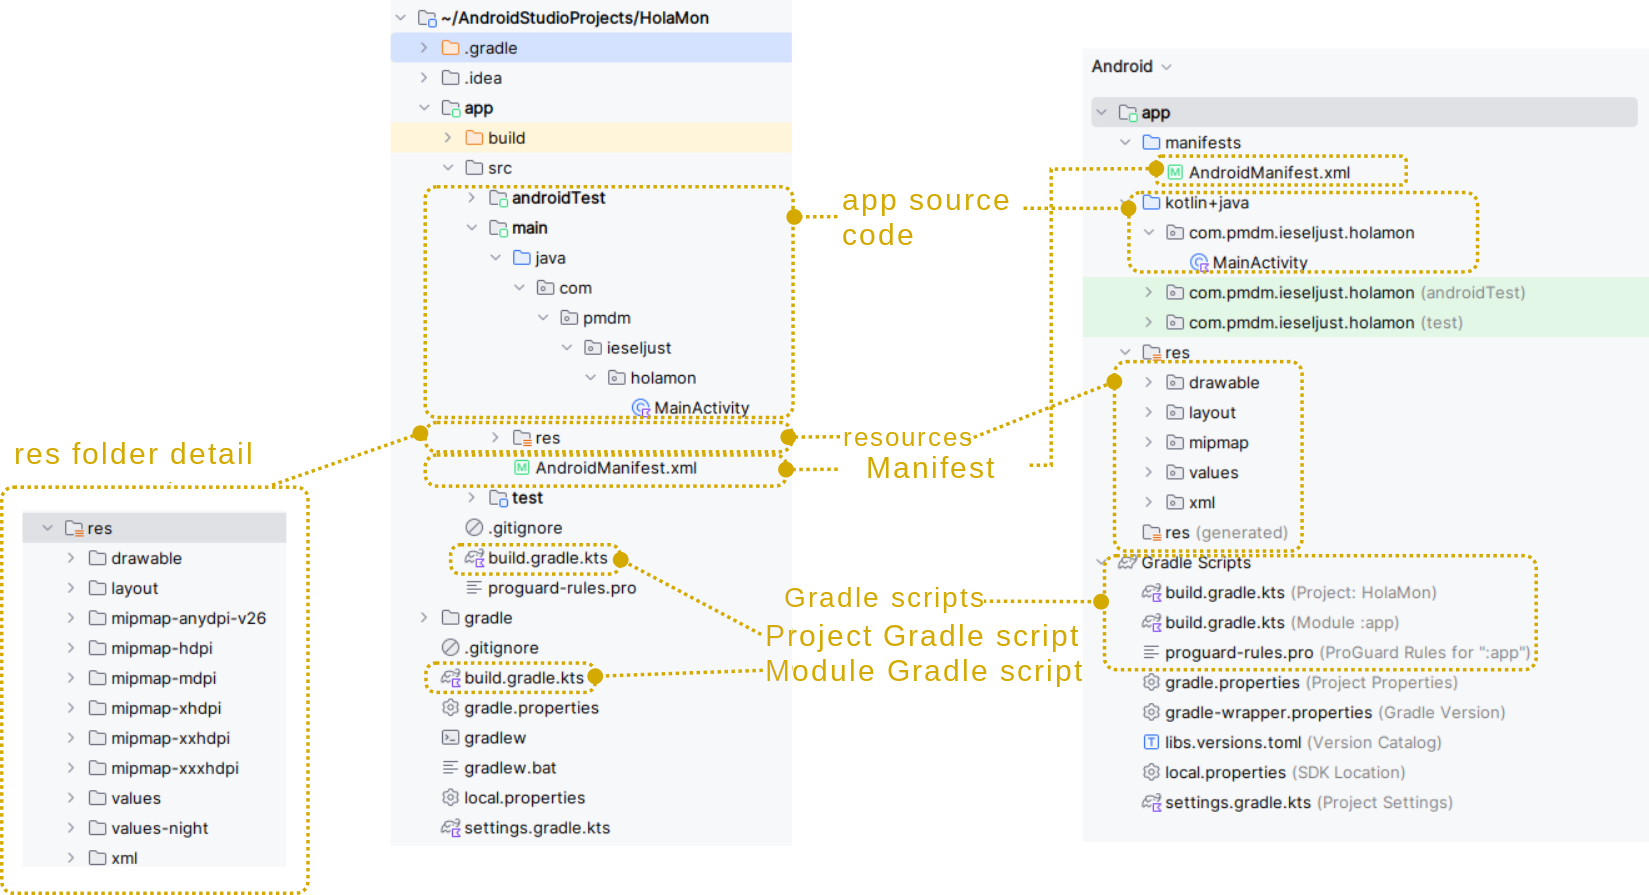 res folder detail
res
drawable
layout
mipmap-anydpi-v26
mipmap-hdpi
mipmap-mdpi
mipmap-xhdpi
mipmap-xxhdpi
mipmap-xxxhdpi
values
values-night
xml
~/AndroidStudioProjects/HolaMon
.gradle
.idea
app
build
src
androidTest
main
java
com
pmdm
ieseljust
holamon
MainActivity
res
AndroidManifest.xml
test
.gitignore
build.gradle.kts
proguard-rules.pro
gradle
.gitignore
build.gradle.kts
gradle.properties
gradlew
gradlew.bat
local.properties
settings.gradle.kts
app source
code
resources
Manifest
Gradle scripts
Project Gradle script
Module Gradle script
Android
app
manifests
AndroidManifest.xml
kotlin+java
com.pmdm.ieseljust.holamon
MainActivity
com.pmdm.ieseljust.holamon (androidTest)
com.pmdm.ieseljust.holamon (test)
res
drawable
layout
mipmap
values
xml
res (generated)
Gradle Scripts
build.gradle.kts (Project: HolaMon)
build.gradle.kts (Module :app)
proguard-rules.pro (ProGuard Rules for ":app")
gradle.properties (Project Properties)
gradle-wrapper.properties (Gradle Version)
libs.versions.toml (Version Catalog)
local.properties (SDK Location)
settings.gradle.kts (Project Settings)